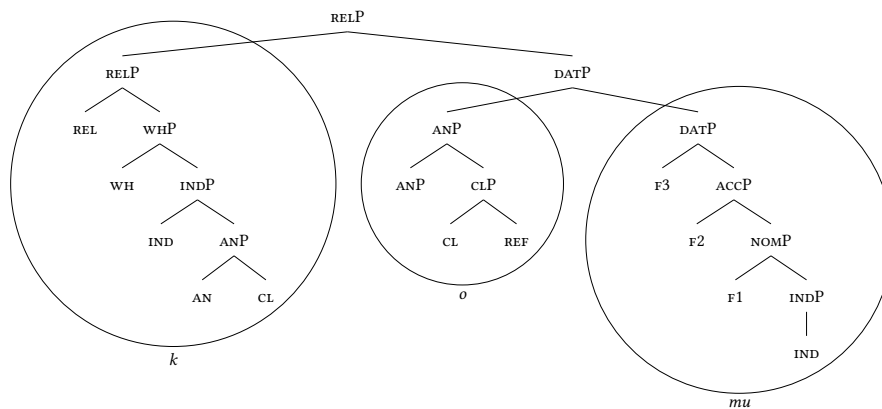 RELP
RELP DATP
REL WHP ANP DATP
WH INDP ANP CLP F3 ACCP
IND ANP CL REF F2 NOMP
AN CL o F1 INDP
k IND
mu